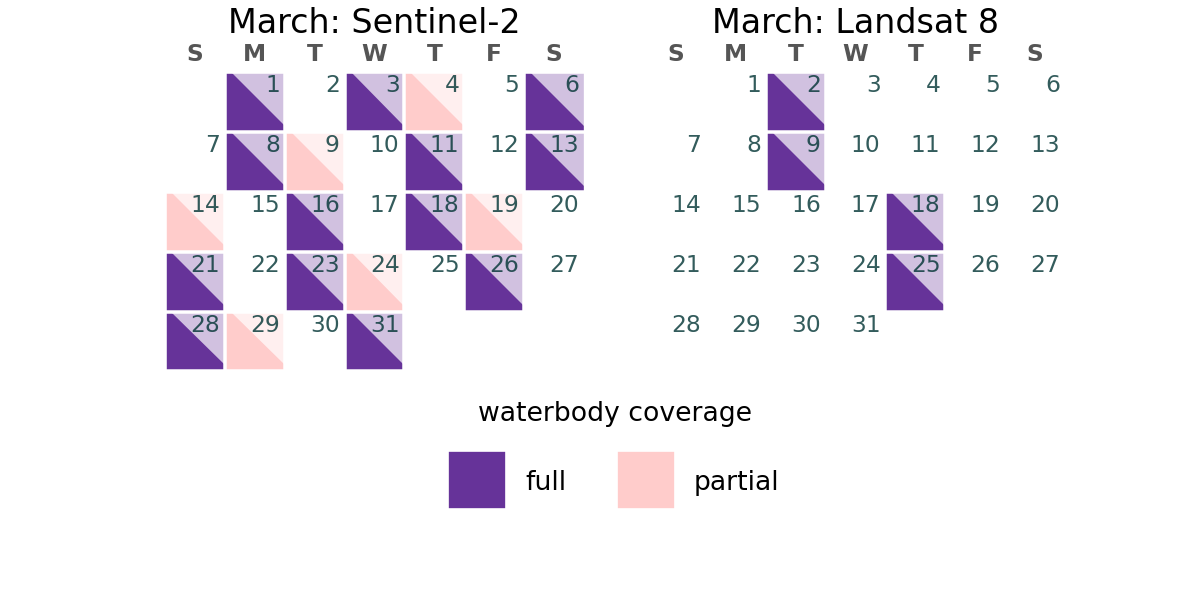 March: Sentinel-2
S M T W T F S
1 2 3 4 5 6
7 8 9 10 11 12 13
14 15 16 17 18 19 20
21 22 23 24 25 26 27
28 29 30 31
March: Landsat 8
S M T W T F S
1 2 3 4 5 6
7 8 9 10 11 12 13
14 15 16 17 18 19 20
21 22 23 24 25 26 27
28 29 30 31
waterbody coverage
full partial